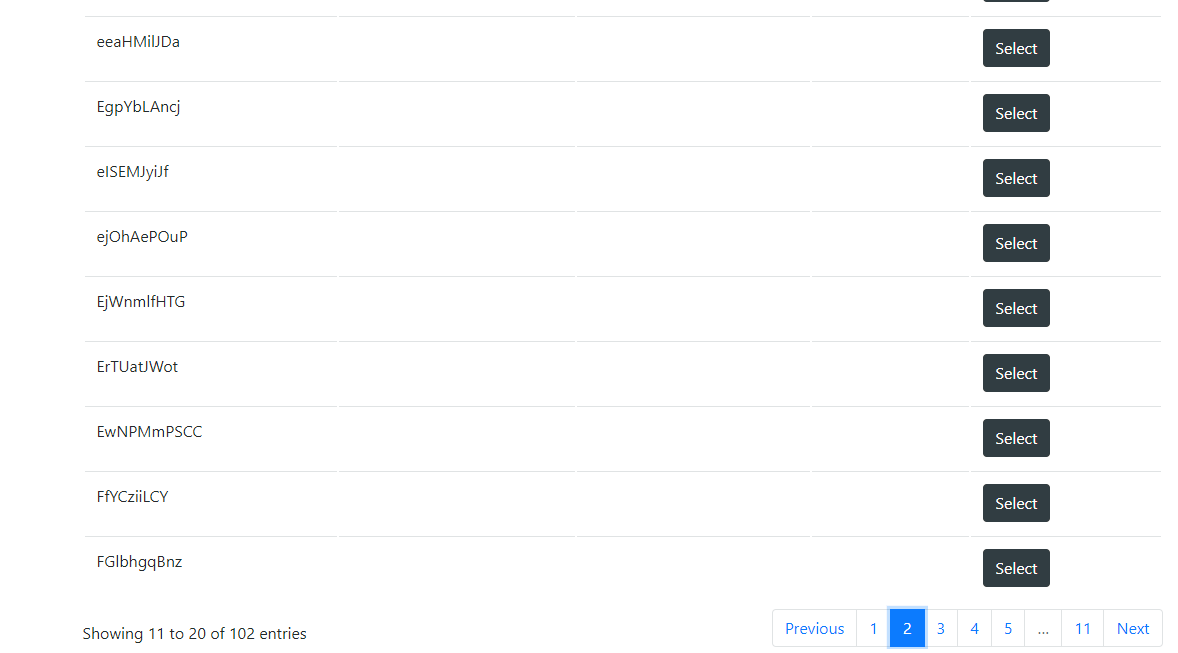 eeaHMilJDa Select
EgpYbLAncj Select
eISEMJyiJf Select
ejOhAePOuP Select
EjWnmlfHTG Select
ErTUatJWot Select
EwNPMmPSCC Select
FfYCziiLCY Select
FGlbhgqBnz Select
Showing 11 to 20 of 102 entries Previous 1 2 3 4 5 ... 11 Next